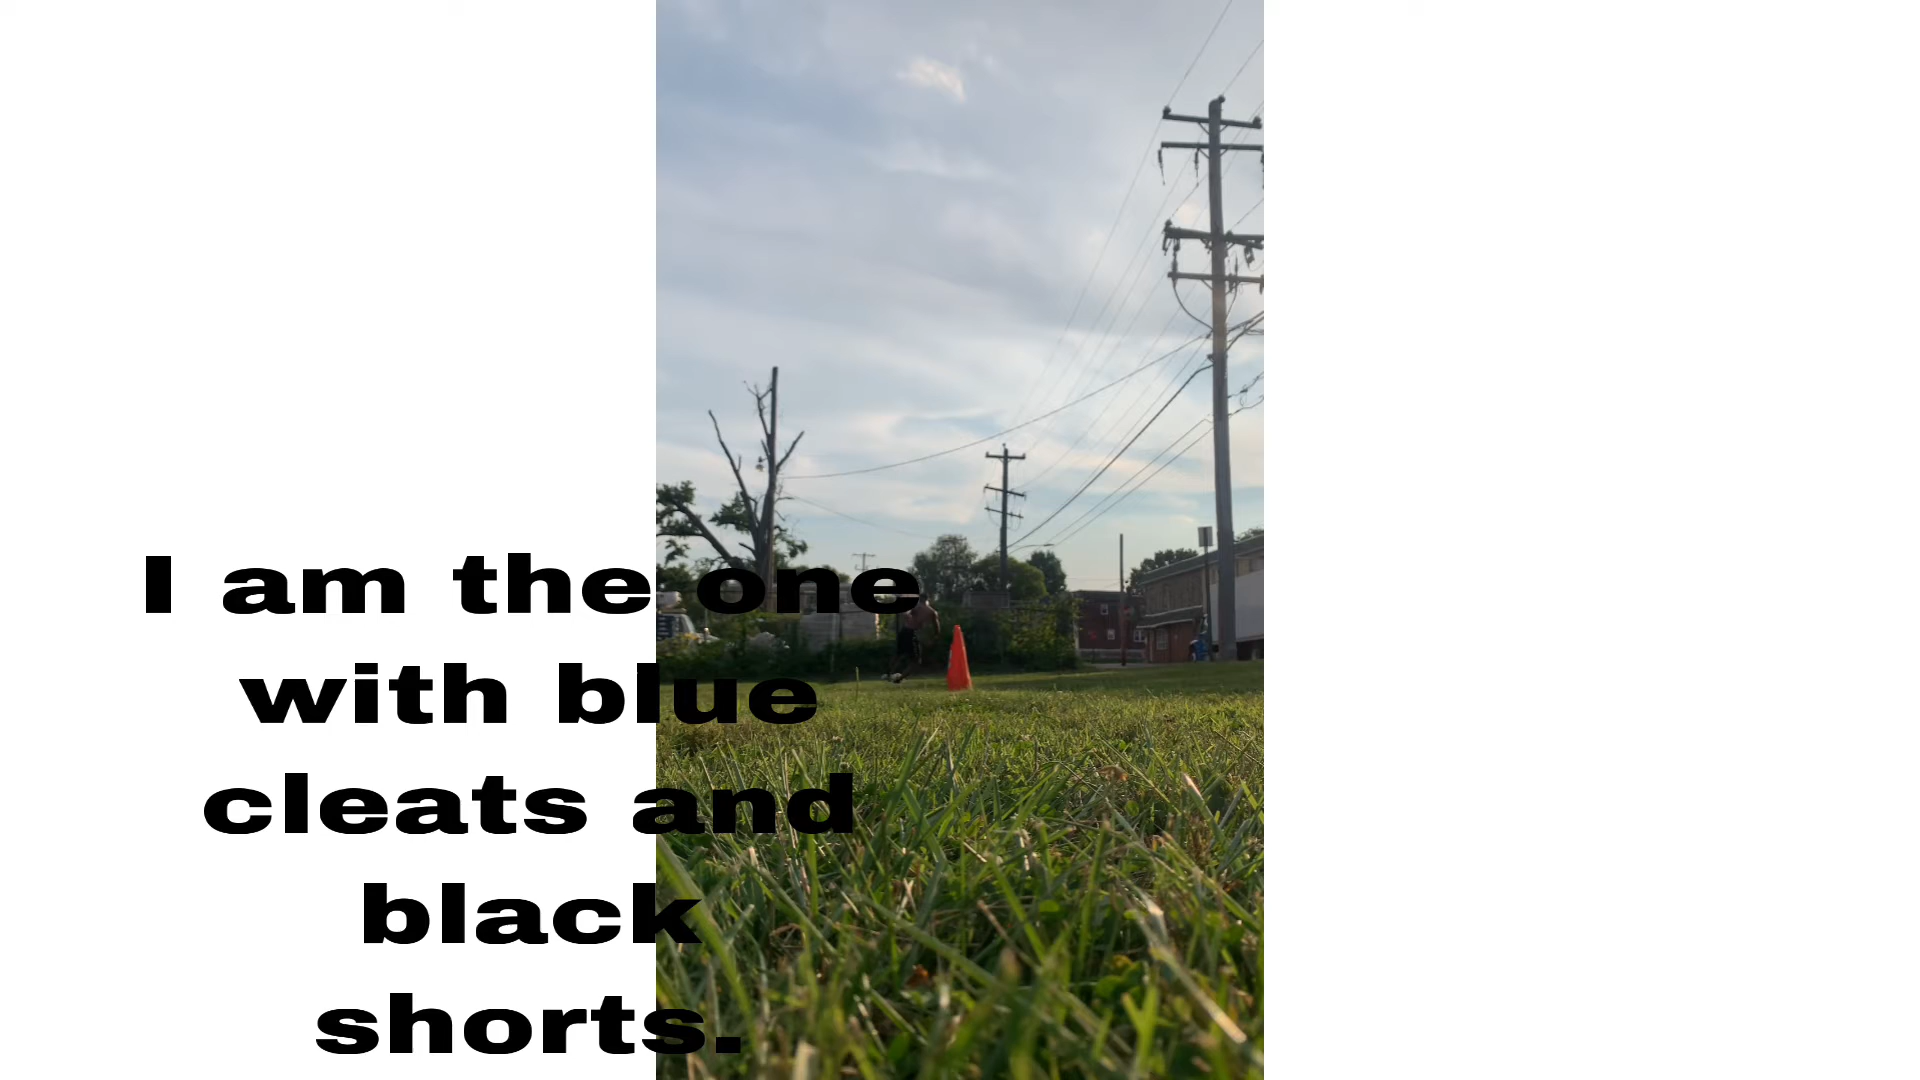 I am the one
with blue
cleats and
black
shorts.